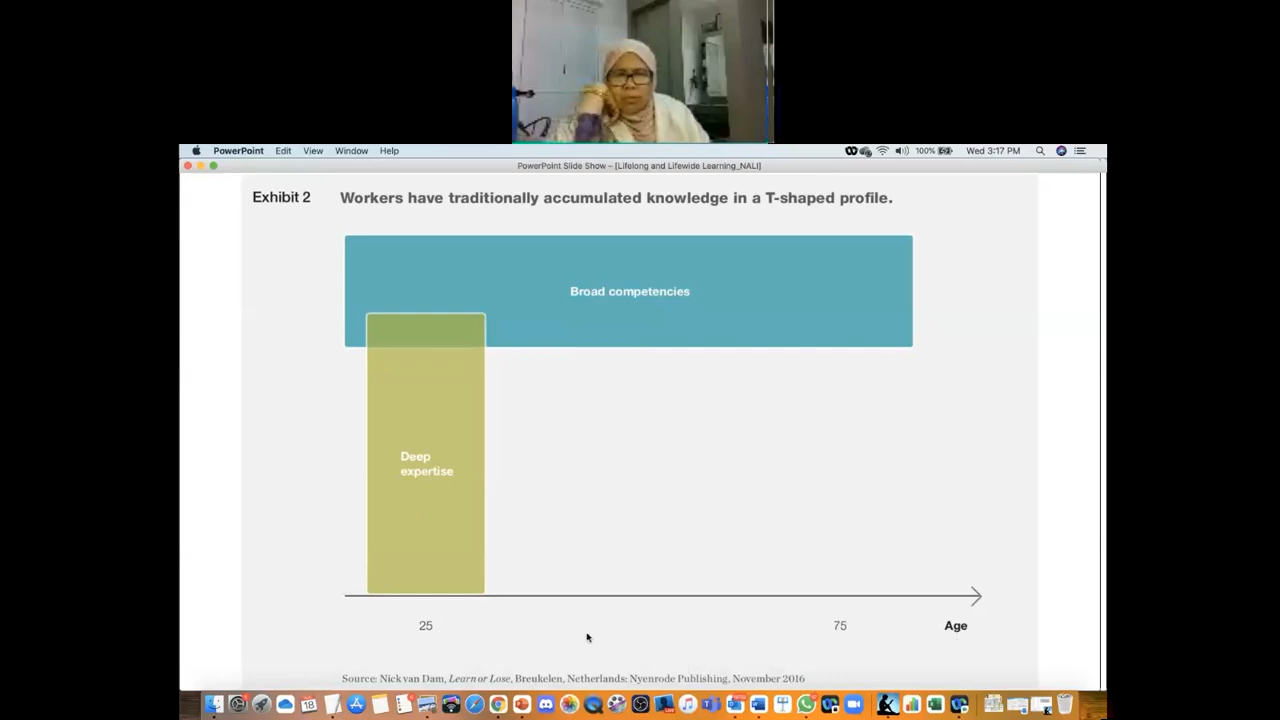 PowerPoint Edit View Window Help 100% Wed 3:17 PM
PowerPoint Slide Show – [Lifelong and Lifewide Learning_NALI]
Exhibit 2 Workers have traditionally accumulated knowledge in a T-shaped profile.
Broad competencies
Deep
expertise
25 75 Age
Source: Nick van Dam, Learn or Lose, Breukelen, Netherlands: Nyenrode Publishing, November 2016
18